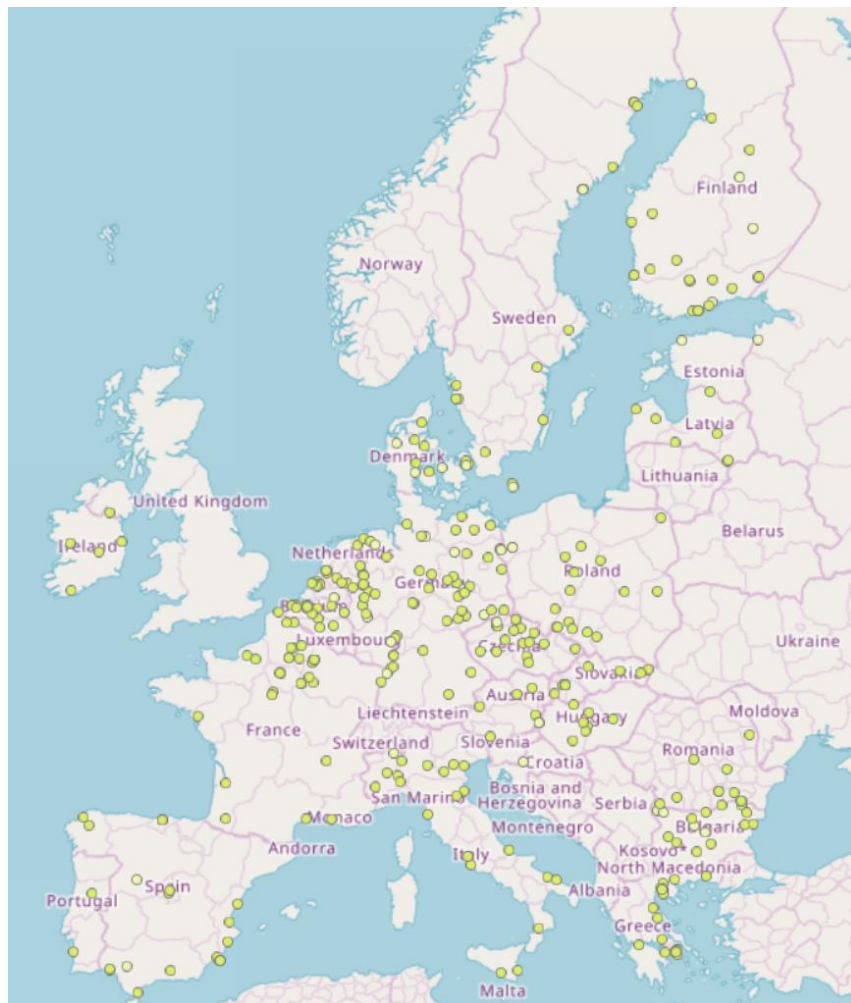 Finland
Norway
Sweden
Estonia
Latvia
Denmark
Lithuania
United Kingdom
Belarus
Ireland
Netherlands
Germany
Poland
Belgium
Luxembourg
Czechia
Ukraine
Slovakia
Austria
Liechtenstein
Hungary
Moldova
France
Switzerland
Slovenia
Romania
Croatia
San Marino
Bosnia and
Herzegovina
Serbia
Monaco
Montenegro
Bulgaria
Andorra
Kosovo*
Italy
North Macedonia
Spain
Albania
Portugal
Greece
Malta